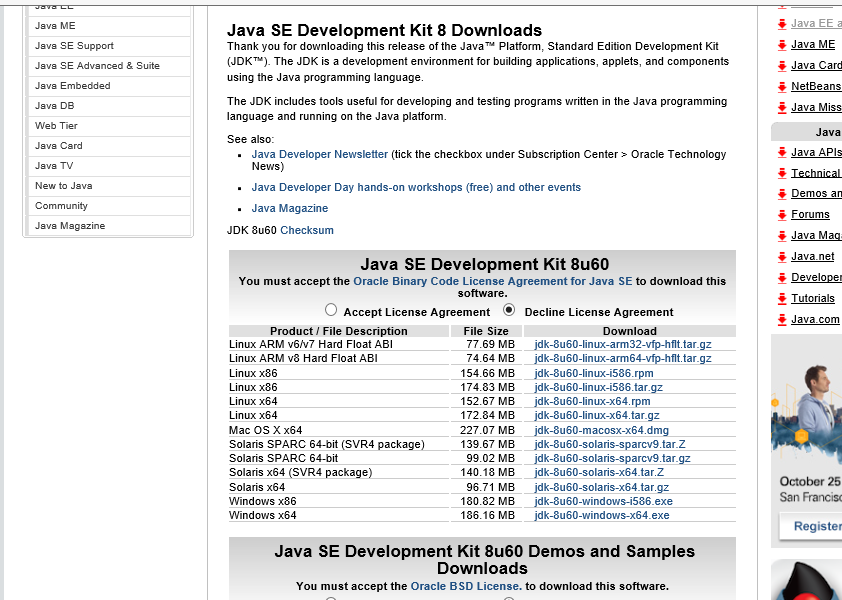 Java EE
Java ME
Java SE Support
Java SE Advanced & Suite
Java Embedded
Java DB
Web Tier
Java Card
Java TV
New to Java
Community
Java Magazine
Java SE Development Kit 8 Downloads
Thank you for downloading this release of the Java™ Platform, Standard Edition Development Kit
(JDK™). The JDK is a development environment for building applications, applets, and components
using the Java programming language.
The JDK includes tools useful for developing and testing programs written in the Java programming
language and running on the Java platform.
See also:
Java Developer Newsletter (tick the checkbox under Subscription Center > Oracle Technology
News)
Java Developer Day hands-on workshops (free) and other events
Java Magazine
JDK 8u60 Checksum
Java SE Development Kit 8u60
You must accept the Oracle Binary Code License Agreement for Java SE to download this
software.
Accept License Agreement Decline License Agreement
Product / File Description File Size Download
Linux ARM v6/v7 Hard Float ABI 77.69 MB jdk-8u60-linux-arm32-vfp-hflt.tar.gz
Linux ARM v8 Hard Float ABI 74.64 MB jdk-8u60-linux-arm64-vfp-hflt.tar.gz
Linux x86 154.66 MB jdk-8u60-linux-i586.rpm
Linux x86 174.83 MB jdk-8u60-linux-i586.tar.gz
Linux x64 152.67 MB jdk-8u60-linux-x64.rpm
Linux x64 172.84 MB jdk-8u60-linux-x64.tar.gz
Mac OS X x64 227.07 MB jdk-8u60-macosx-x64.dmg
Solaris SPARC 64-bit (SVR4 package) 139.67 MB jdk-8u60-solaris-sparcv9.tar.Z
Solaris SPARC 64-bit 99.02 MB jdk-8u60-solaris-sparcv9.tar.gz
Solaris x64 (SVR4 package) 140.18 MB jdk-8u60-solaris-x64.tar.Z
Solaris x64 96.71 MB jdk-8u60-solaris-x64.tar.gz
Windows x86 180.82 MB jdk-8u60-windows-i586.exe
Windows x64 186.16 MB jdk-8u60-windows-x64.exe
Java SE Development Kit 8u60 Demos and Samples
Downloads
You must accept the Oracle BSD License. to download this software.
Java EE a
Java ME
Java Card
NetBeans
Java Miss
Java
Java APIs
Technical
Demos an
Forums
Java Mag
Java.net
Developer
Tutorials
Java.com
October 25
San Francisc
Register